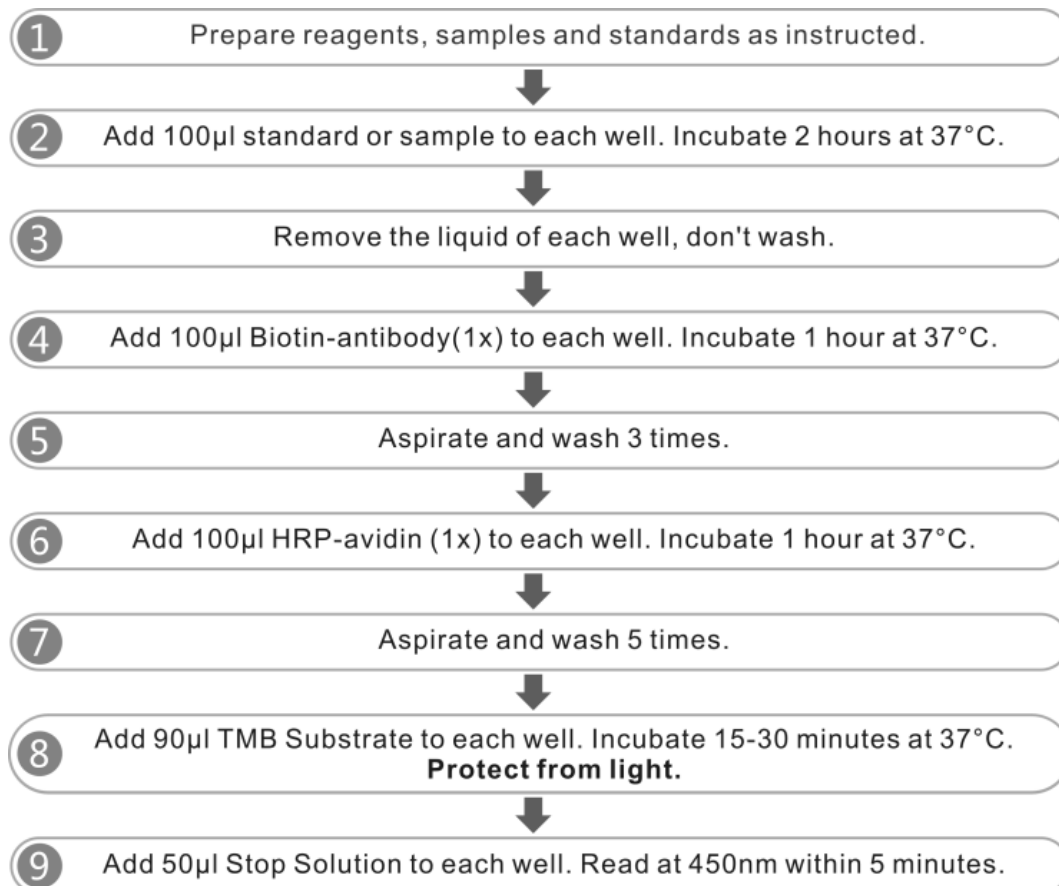 1 Prepare reagents, samples and standards as instructed.
2 Add 100µl standard or sample to each well. Incubate 2 hours at 37°C.
3 Remove the liquid of each well, don't wash.
4 Add 100µl Biotin-antibody(1x) to each well. Incubate 1 hour at 37°C.
5 Aspirate and wash 3 times.
6 Add 100µl HRP-avidin (1x) to each well. Incubate 1 hour at 37°C.
7 Aspirate and wash 5 times.
8 Add 90µl TMB Substrate to each well. Incubate 15-30 minutes at 37°C.
Protect from light.
9 Add 50µl Stop Solution to each well. Read at 450nm within 5 minutes.